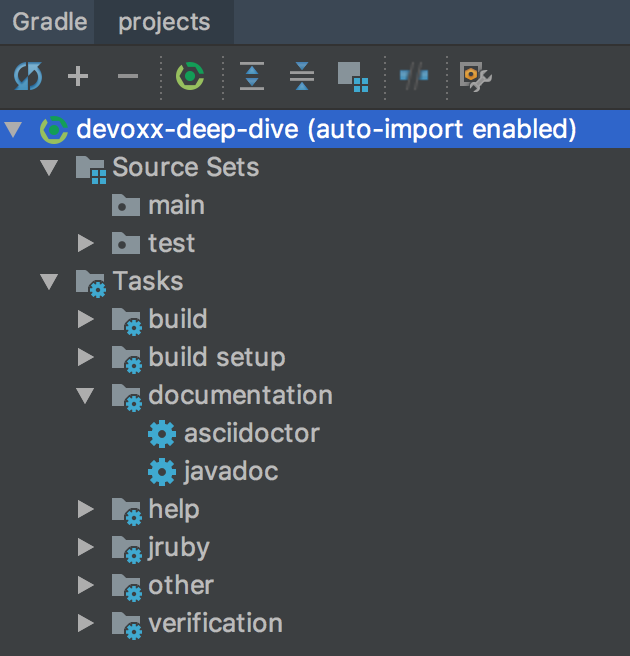 Gradle projects
devoxx-deep-dive (auto-import enabled)
Source Sets
main
test
Tasks
build
build setup
documentation
asciidoctor
javadoc
help
jruby
other
verification